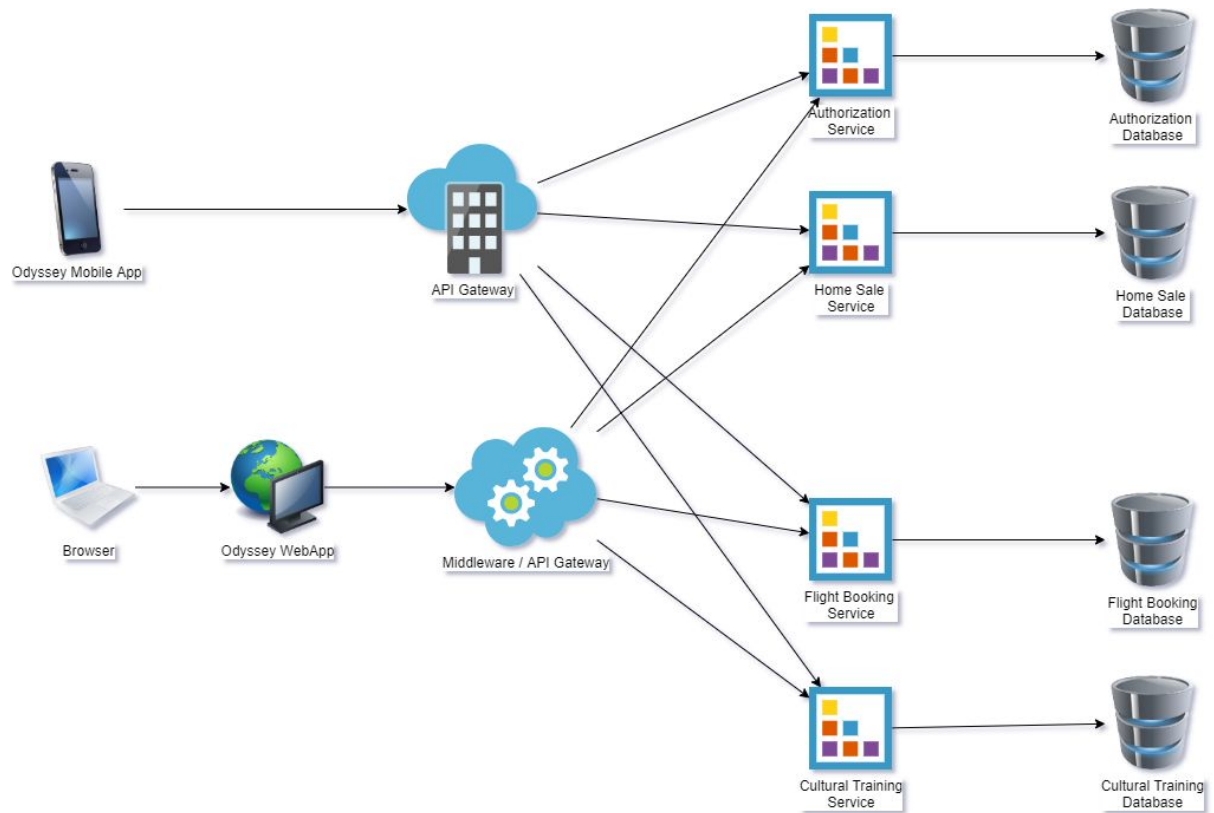 Authorization
Service
Authorization
Database
Odyssey Mobile App
API Gateway
Home Sale
Service
Home Sale
Database
Browser
Odyssey WebApp
Middleware / API Gateway
Flight Booking
Service
Flight Booking
Database
Cultural Training
Service
Cultural Training
Database